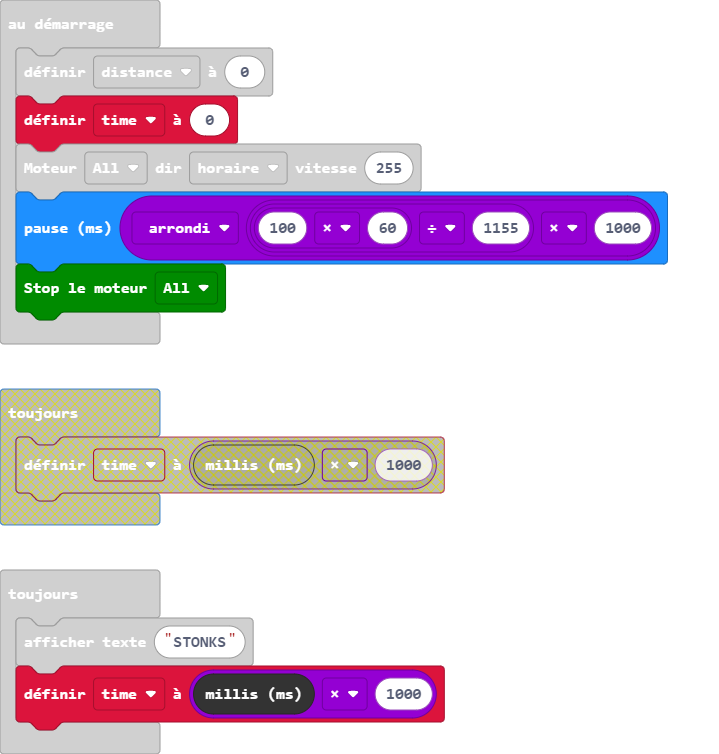 au démarrage
définir distance à 0
définir time à 0
Moteur All dir horaire vitesse 255
pause (ms) arrondi 100 × 60 ÷ 1155 × 1000
Stop le moteur All
toujours
définir time à millis (ms) × 1000
toujours
afficher texte "STONKS"
définir time à millis (ms) × 1000